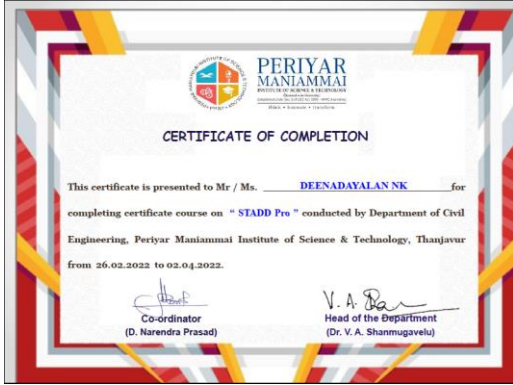 PERIYAR
MANIAMMAI
INSTITUTE OF SCIENCE & TECHNOLOGY
CERTIFICATE OF COMPLETION
This certificate is presented to Mr / Ms. DEENADAYALAN NK for
completing certificate course on “ STADD Pro ” conducted by Department of Civil
Engineering, Periyar Maniammai Institute of Science & Technology, Thanjavur
from 26.02.2022 to 02.04.2022.
V. A.
Co-ordinator
(D. Narendra Prasad)
Head of the Department
(Dr. V. A. Shanmugavelu)